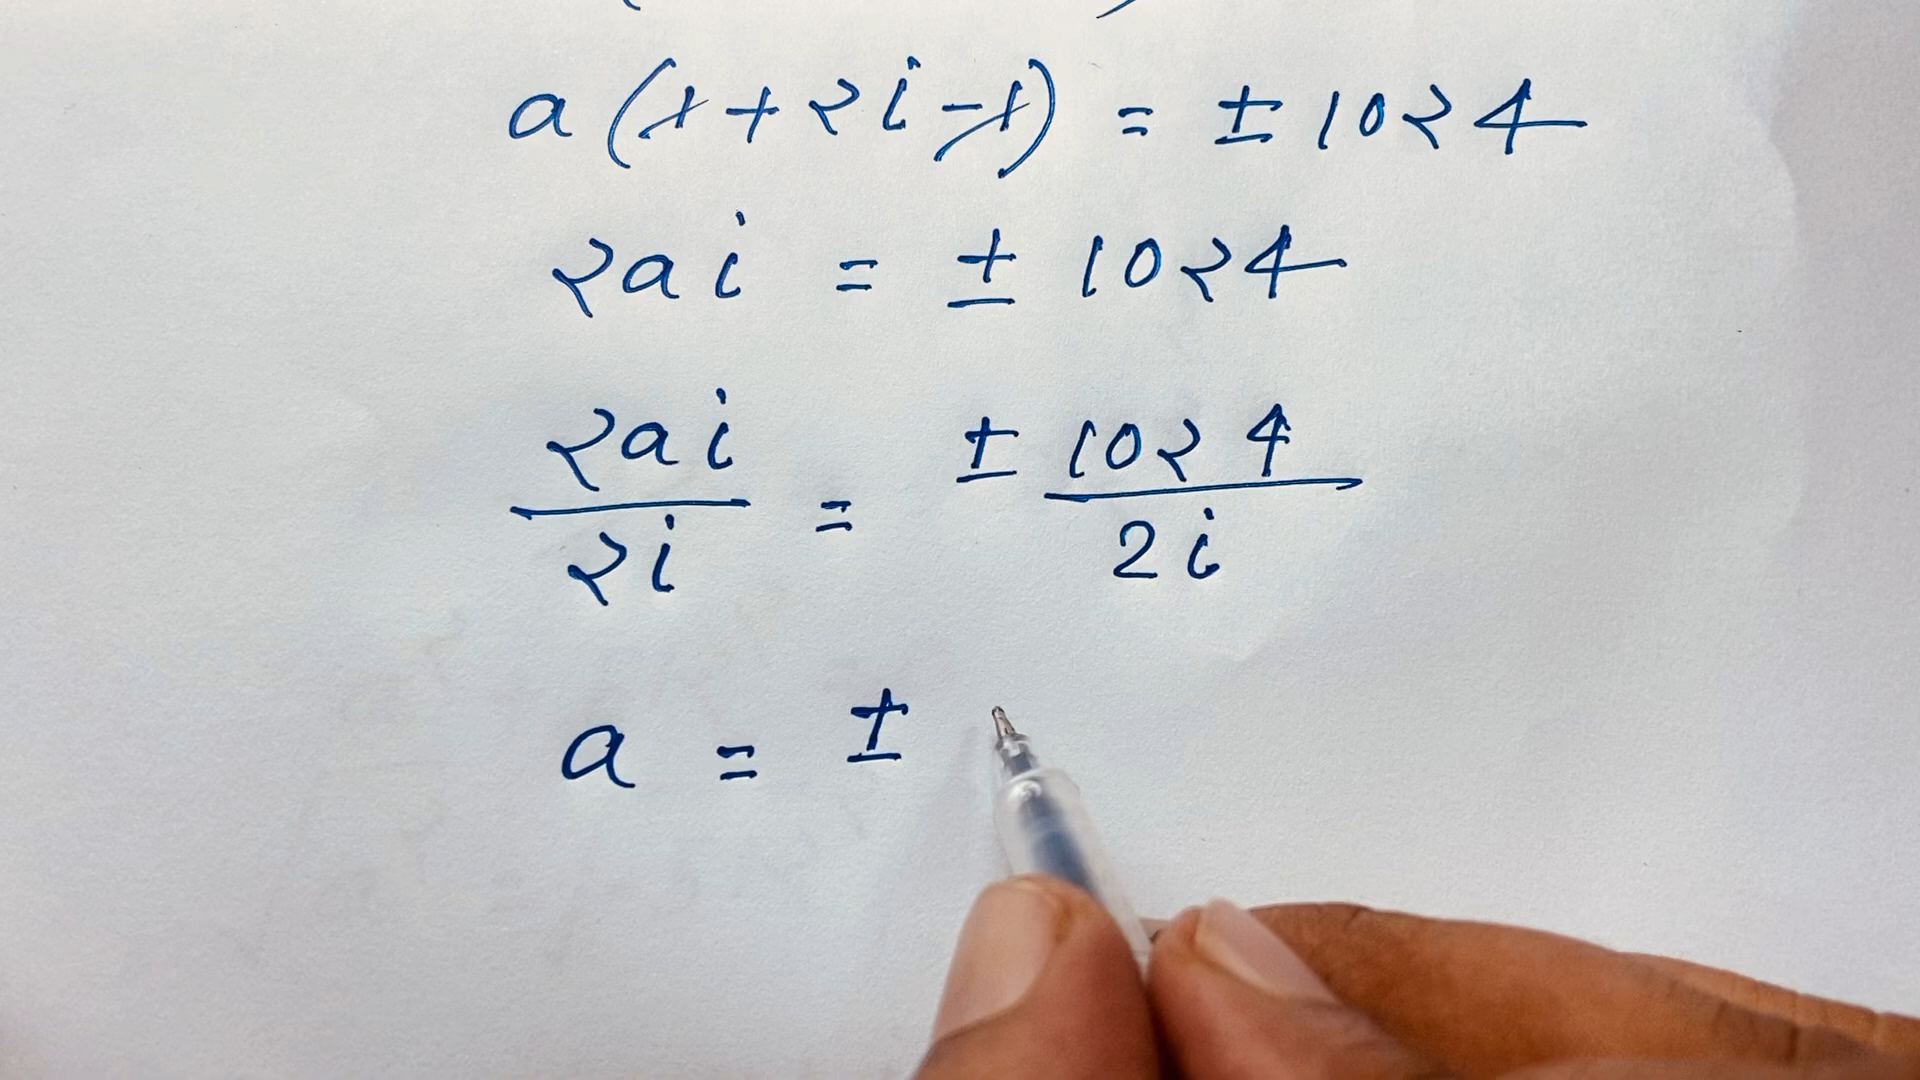 a (1 + 2i - 1) = ± 1024
2ai = ± 1024
2ai / 2i = ± 1024 / 2i
a = ±